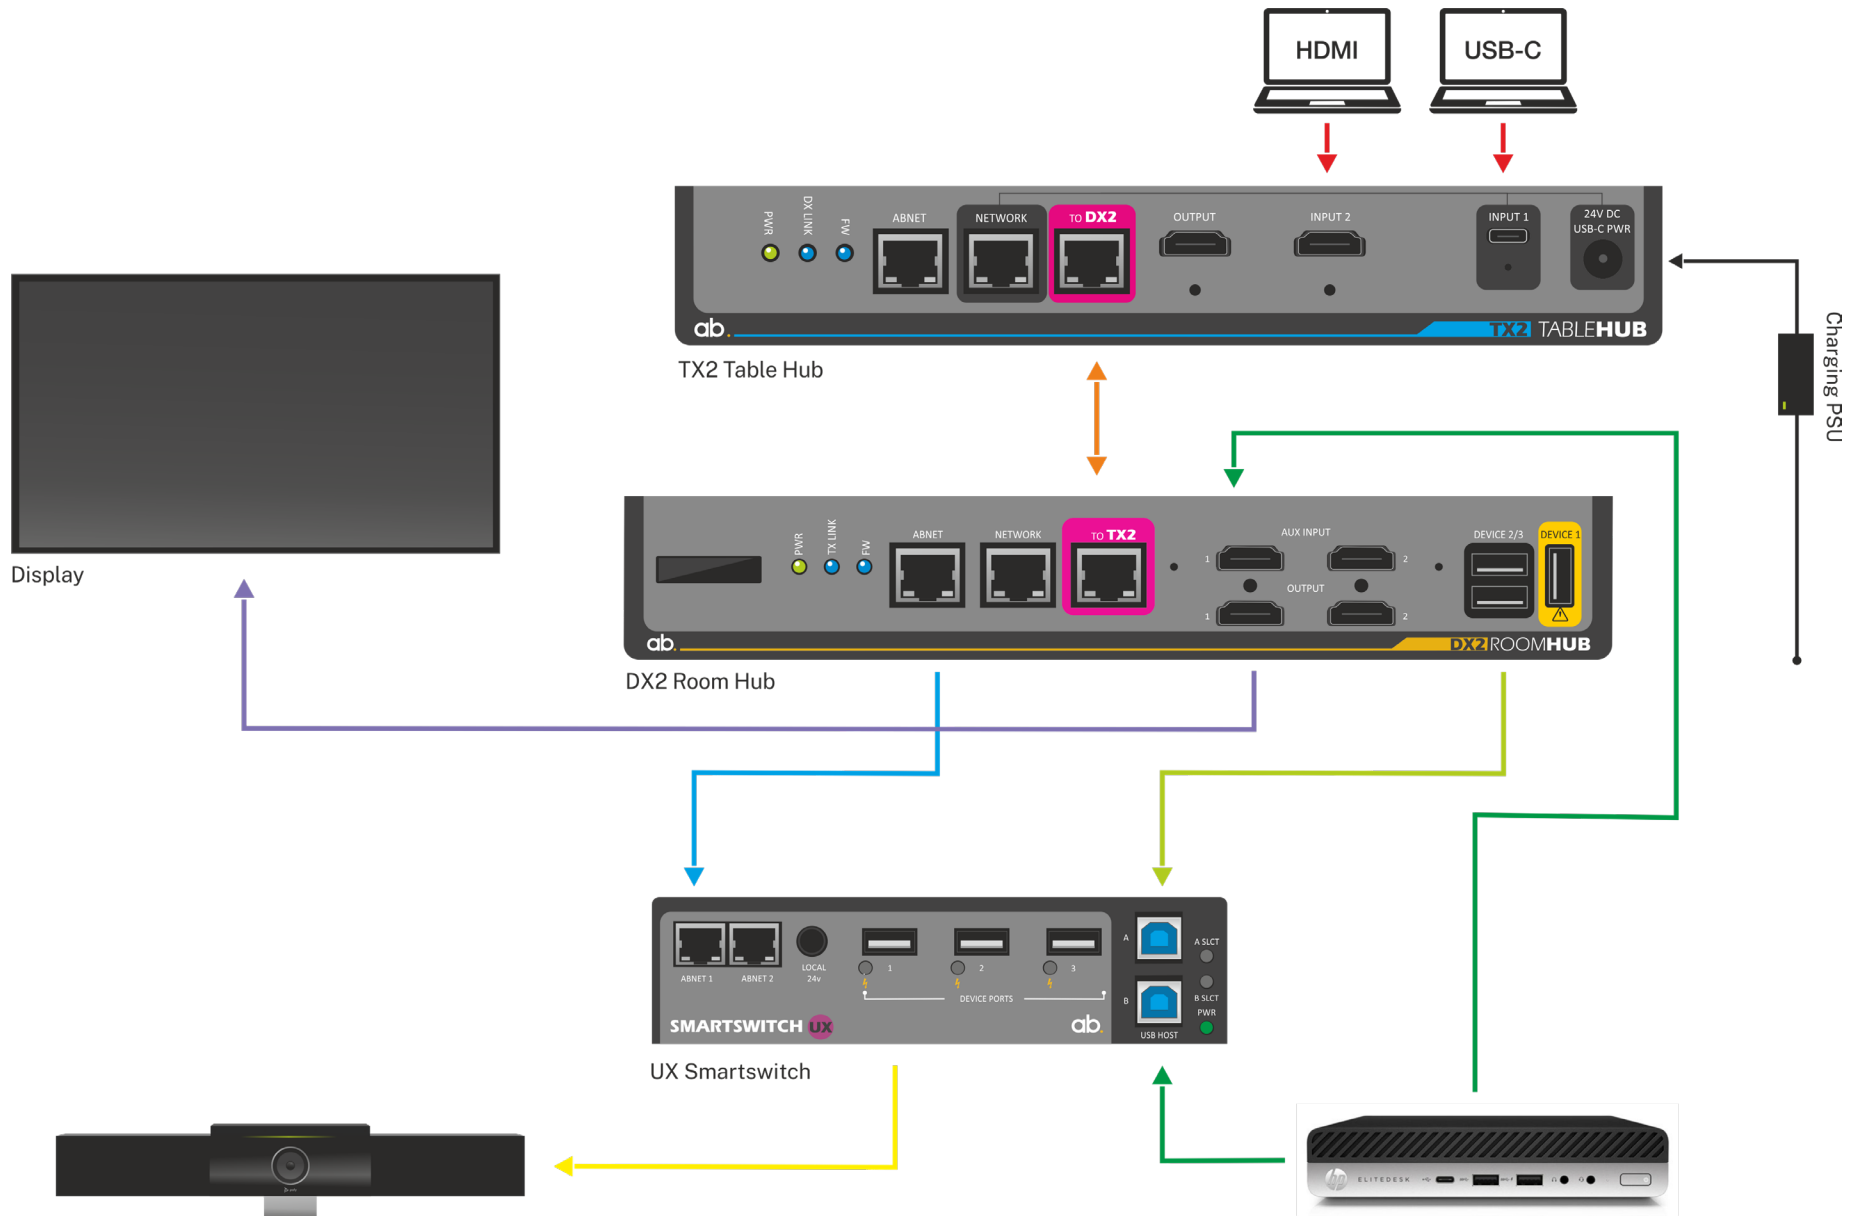 HDMI
USB-C
PWR
DX LINK
FW
ABNET
NETWORK
TO DX2
OUTPUT
INPUT 2
INPUT 1
24V DC
USB-C PWR
ab.
TX2 TABLEHUB
TX2 Table Hub
Charging PSU
Display
PWR
TX LINK
FW
ABNET
NETWORK
TO TX2
AUX INPUT
1
2
OUTPUT
1
2
DEVICE 2/3
DEVICE 1
ab.
DX2 ROOMHUB
DX2 Room Hub
ABNET 1
ABNET 2
LOCAL
24v
1
2
3
DEVICE PORTS
A
B
A SLCT
B SLCT
PWR
USB HOST
SMARTSWITCH UX
ab.
UX Smartswitch
hp
ELITEDESK